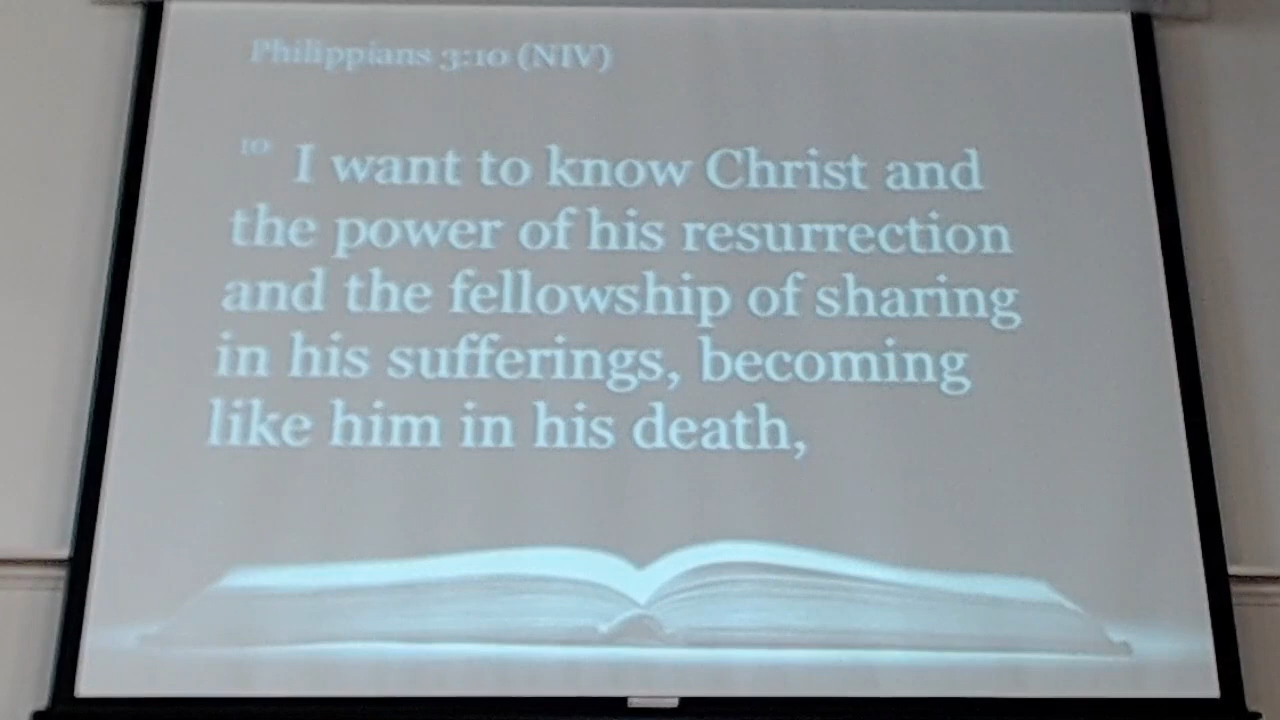 Philippians 3:10 (NIV)
10 I want to know Christ and
the power of his resurrection
and the fellowship of sharing
in his sufferings, becoming
like him in his death,